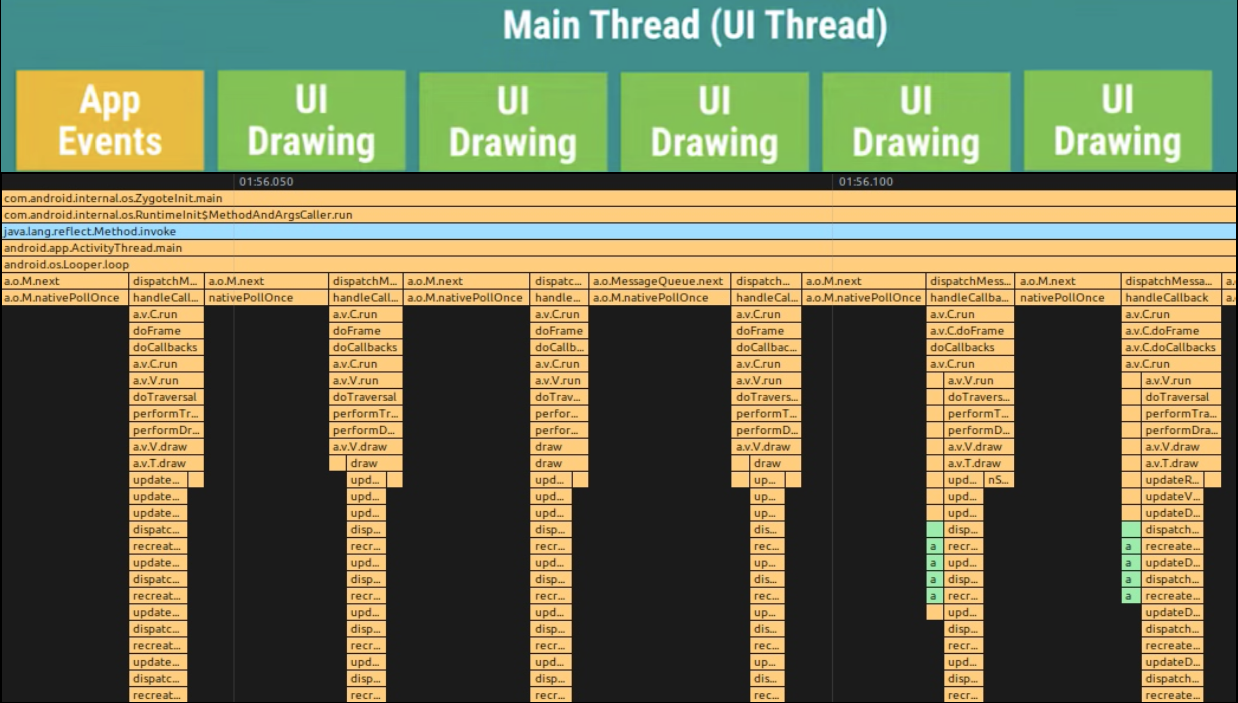 Main Thread (UI Thread)
App Events
UI Drawing
UI Drawing
UI Drawing
UI Drawing
UI Drawing
01:56.050 01:56.100
com.android.internal.os.ZygoteInit.main
com.android.internal.os.RuntimeInit$MethodAndArgsCaller.run
java.lang.reflect.Method.invoke
android.app.ActivityThread.main
android.os.Looper.loop
a.o.M.next dispatchM... a.o.M.next dispatchM... a.o.M.next dispatc... a.o.MessageQueue.next dispatch... a.o.M.next dispatchMess... a.o.M.next dispatchMessa...
a.o.M.nativePollOnce handleCall... nativePollOnce handleCall... a.o.M.nativePollOnce handle... a.o.M.nativePollOnce handleCal... a.o.M.nativePollOnce handleCallba... nativePollOnce handleCallback
a.v.C.run a.v.C.run a.v.C.run a.v.C.run a.v.C.run a.v.C.run
doFrame doFrame doFrame doFrame a.v.C.doFrame a.v.C.doFrame
doCallbacks doCallbacks doCallb... doCallbac... doCallbacks a.v.C.doCallbacks
a.v.C.run a.v.C.run a.v.C.run a.v.C.run a.v.C.run a.v.C.run
a.v.V.run a.v.V.run a.v.V.run a.v.V.run a.v.V.run a.v.V.run
doTraversal doTraversal doTrav... doTravers... doTravers... doTraversal
performTr... performTr... perfor... performT... performT... performTra...
performDr... performD... perfor... performD... performD... performDra...
a.v.V.draw a.v.V.draw draw a.v.V.draw a.v.V.draw a.v.V.draw
a.v.T.draw draw draw draw a.v.T.draw a.v.T.draw
update... upd... upd... up... upd... nS... updateR...
update... upd... upd... up... upd... updateV...
update... upd... upd... up... upd... updateD...
dispatc... disp... disp... dis... disp... dispatch...
recreat... recr... recr... rec... a recr... a recreate...
update... upd... upd... up... a upd... a updateD...
dispatc... disp... disp... dis... a disp... a dispatch...
recreat... recr... recr... rec... a recr... a recreate...
update... upd... upd... up... upd... updateD...
dispatc... disp... disp... dis... disp... dispatch...
recreat... recr... recr... rec... recr... recreate...
update... upd... upd... up... upd... updateD...
dispatc... disp... disp... dis... disp... dispatch...
recreat... recr... recr... rec... recr... recreate...